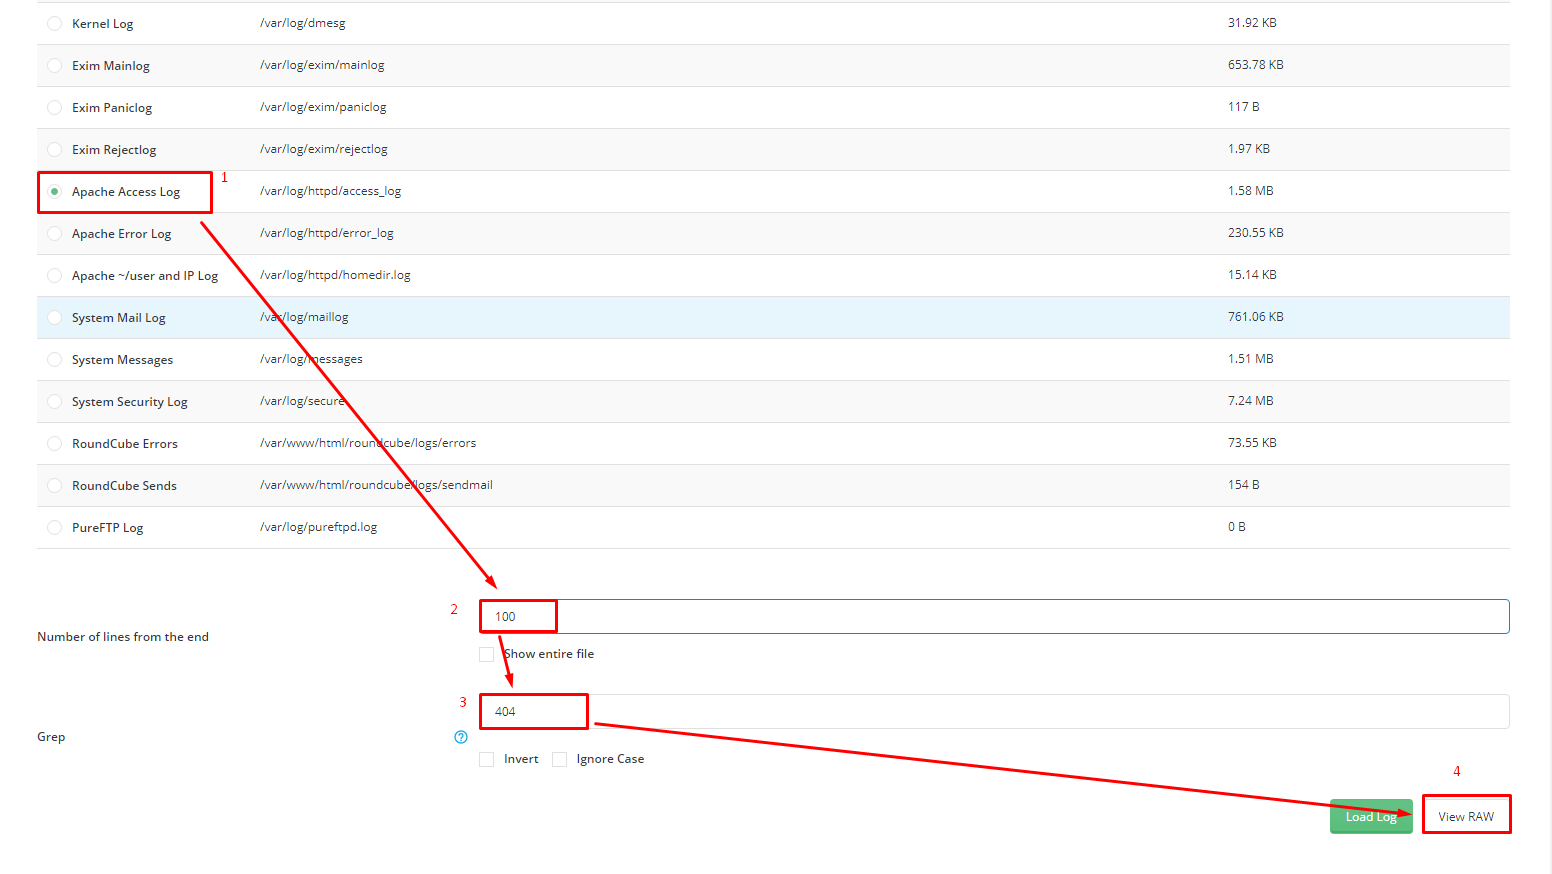 Kernel Log /var/log/dmesg 31.92 KB
Exim Mainlog /var/log/exim/mainlog 653.78 KB
Exim Paniclog /var/log/exim/paniclog 117 B
Exim Rejectlog /var/log/exim/rejectlog 1.97 KB
Apache Access Log 1 /var/log/httpd/access_log 1.58 MB
Apache Error Log /var/log/httpd/error_log 230.55 KB
Apache ~/user and IP Log /var/log/httpd/homedir.log 15.14 KB
System Mail Log /var/log/maillog 761.06 KB
System Messages /var/log/messages 1.51 MB
System Security Log /var/log/secure 7.24 MB
RoundCube Errors /var/www/html/roundcube/logs/errors 73.55 KB
RoundCube Sends /var/www/html/roundcube/logs/sendmail 154 B
PureFTP Log /var/log/pureftpd.log 0 B
2 100
Number of lines from the end
Show entire file
3 404
Grep ?
Invert Ignore Case
4
Load Log View RAW